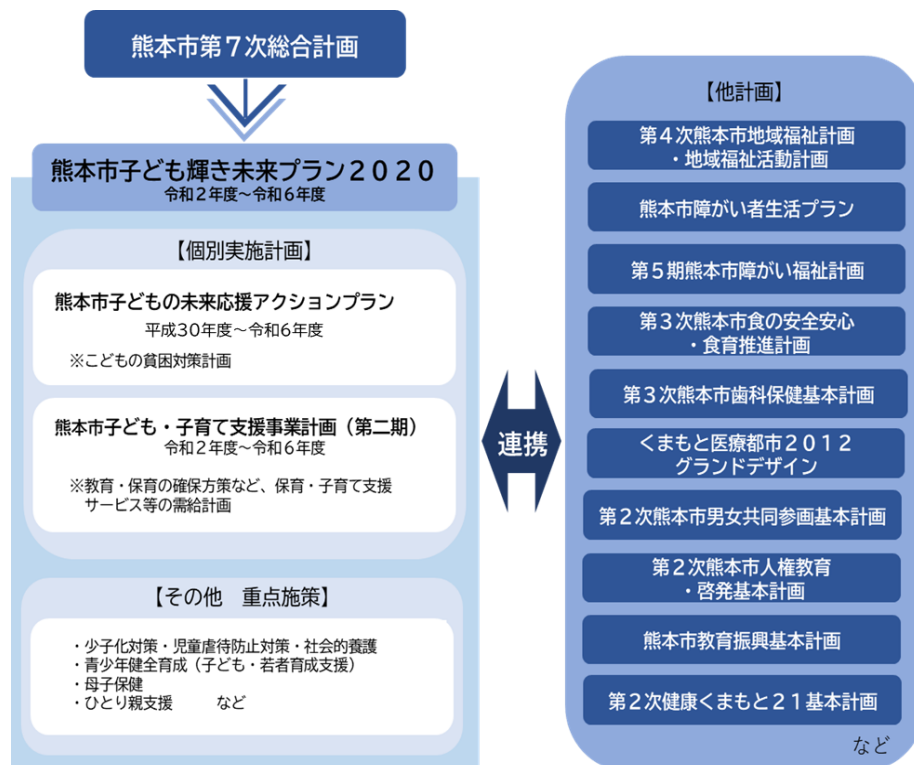 熊本市第７次総合計画
熊本市子ども輝き未来プラン２０２０
令和２年度～令和６年度
【個別実施計画】
熊本市子どもの未来応援アクションプラン
平成30年度～令和６年度
※こどもの貧困対策計画
熊本市子ども・子育て支援事業計画（第二期）
令和２年度～令和６年度
※教育・保育の確保方策など、保育・子育て支援
サービス等の需給計画
【その他　重点施策】
・少子化対策・児童虐待防止対策・社会的養護
・青少年健全育成（子ども・若者育成支援）
・母子保健
・ひとり親支援　　　など
連携
【他計画】
第４次熊本市地域福祉計画
・地域福祉活動計画
熊本市障がい者生活プラン
第５期熊本市障がい福祉計画
第３次熊本市食の安全安心
・食育推進計画
第３次熊本市歯科保健基本計画
くまもと医療都市２０１２
グランドデザイン
第２次熊本市男女共同参画基本計画
第２次熊本市人権教育
・啓発基本計画
熊本市教育振興基本計画
第２次健康くまもと２１基本計画
など